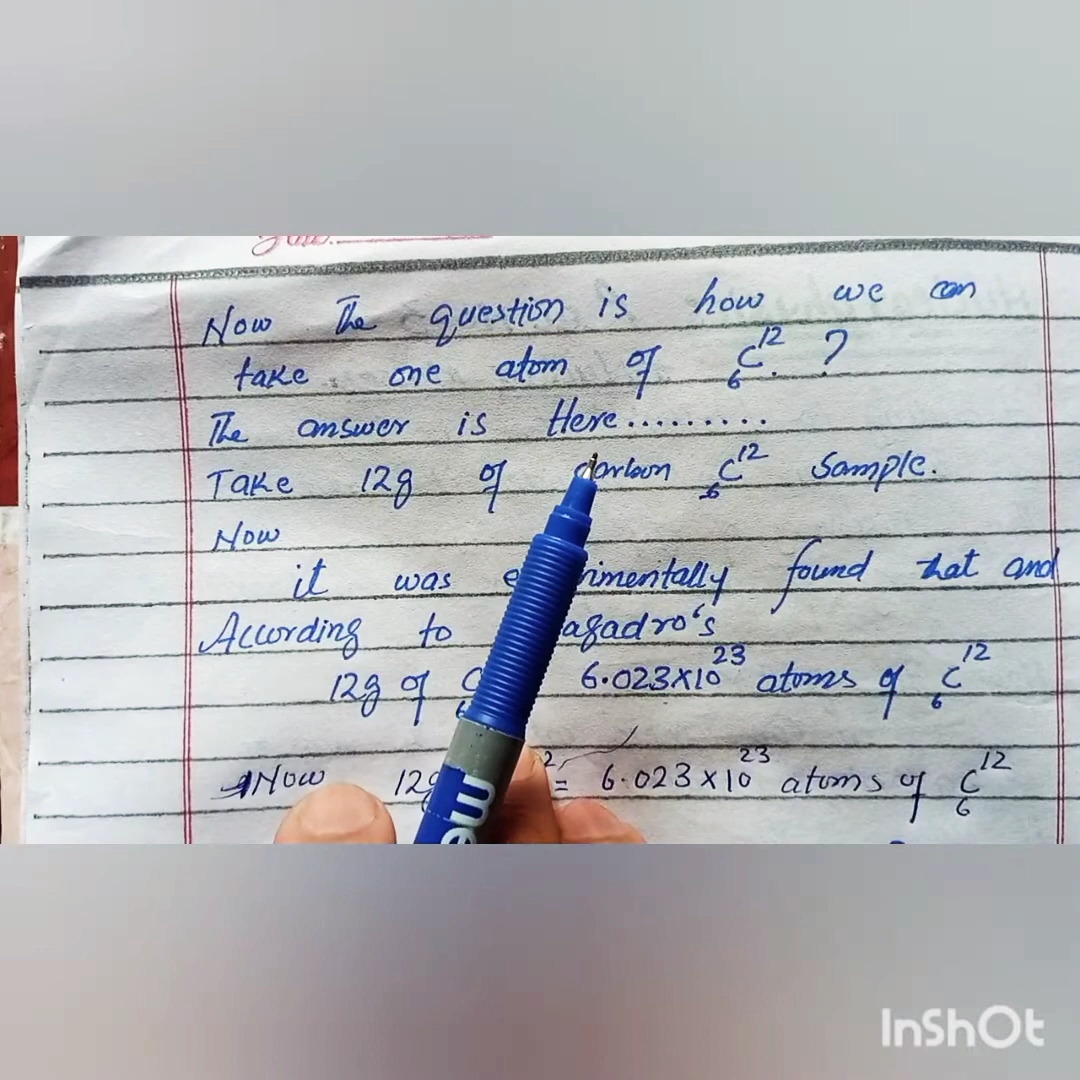 Now The question is how we can
take one atom of ₆C¹² ?
The answer is Here.........
Take 12g of carbon ₆C¹² Sample.
Now
it was found that and
According to
12g of 6.023×10²³ atoms of ₆C¹²
Now 12g = 6.023×10²³ atoms of ₆C¹²
InShOt